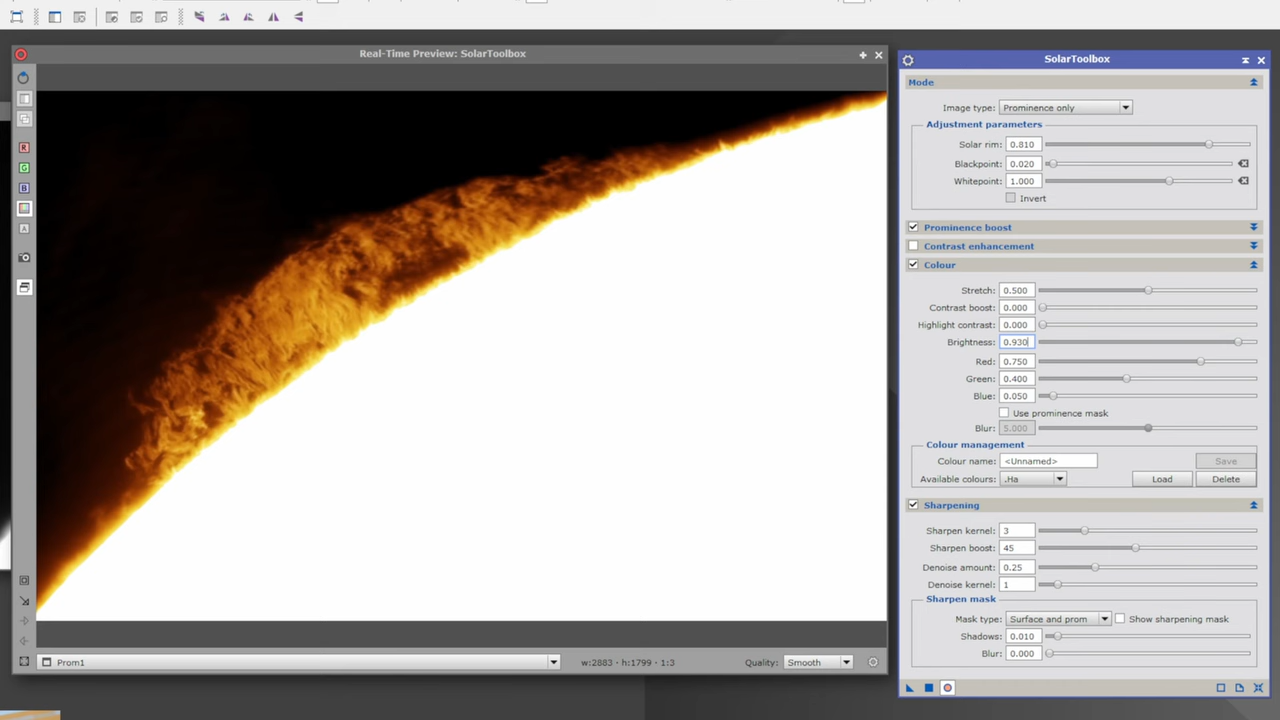 Real-Time Preview: SolarToolbox
R
G
B
A
Prom1
w:2883 · h:1799 · 1:3
Quality: Smooth
SolarToolbox
Mode
Image type: Prominence only
Adjustment parameters
Solar rim: 0.810
Blackpoint: 0.020
Whitepoint: 1.000
Invert
Prominence boost
Contrast enhancement
Colour
Stretch: 0.500
Contrast boost: 0.000
Highlight contrast: 0.000
Brightness: 0.930
Red: 0.750
Green: 0.400
Blue: 0.050
Use prominence mask
Blur: 5.000
Colour management
Colour name: <Unnamed> Save
Available colours: .Ha Load Delete
Sharpening
Sharpen kernel: 3
Sharpen boost: 45
Denoise amount: 0.25
Denoise kernel: 1
Sharpen mask
Mask type: Surface and prom Show sharpening mask
Shadows: 0.010
Blur: 0.000